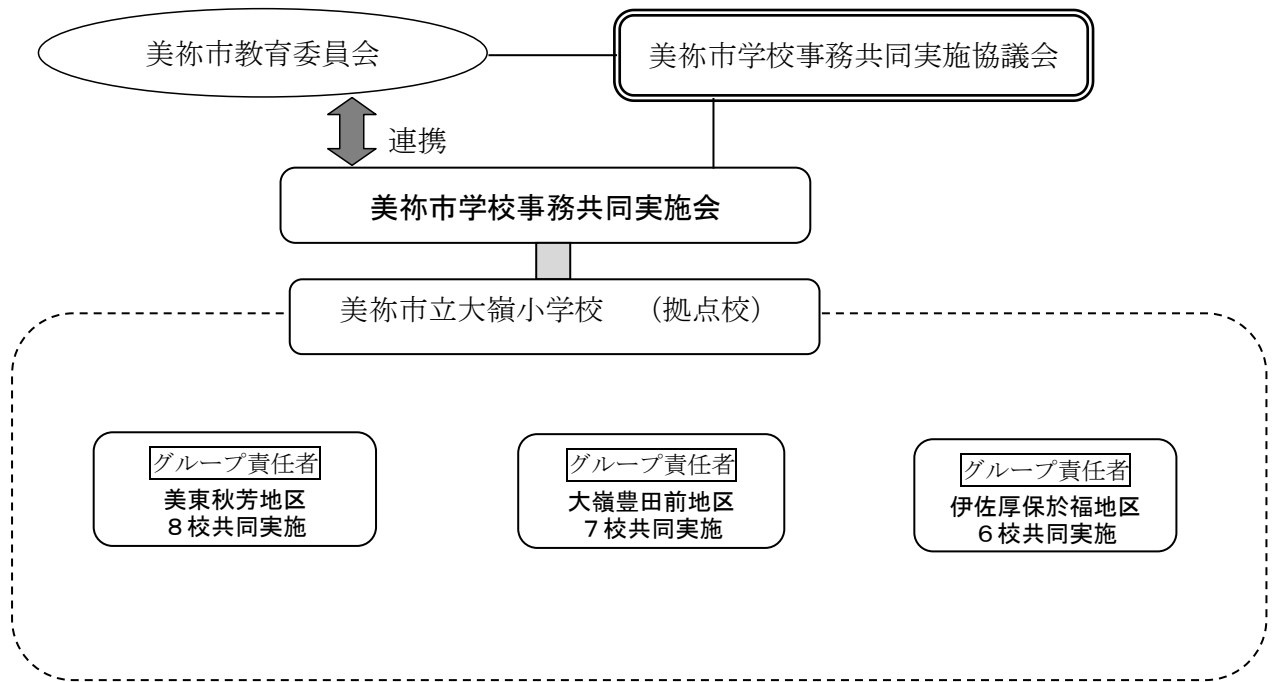 美祢市教育委員会
美祢市学校事務共同実施協議会
連携
美祢市学校事務共同実施会
美祢市立大嶺小学校　（拠点校）
グループ責任者
美東秋芳地区
８校共同実施
グループ責任者
大嶺豊田前地区
７校共同実施
グループ責任者
伊佐厚保於福地区
６校共同実施